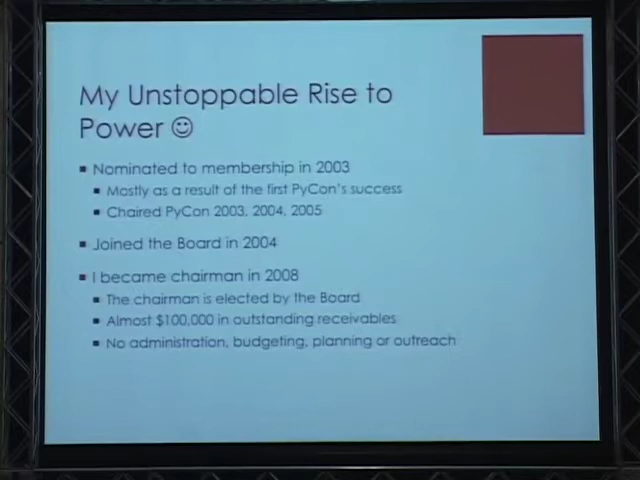 My Unstoppable Rise to
Power ☺
▪ Nominated to membership in 2003
▪ Mostly as a result of the first PyCon's success
▪ Chaired PyCon 2003, 2004, 2005
▪ Joined the Board in 2004
▪ I became chairman in 2008
▪ The chairman is elected by the Board
▪ Almost $100,000 in outstanding receivables
▪ No administration, budgeting, planning or outreach